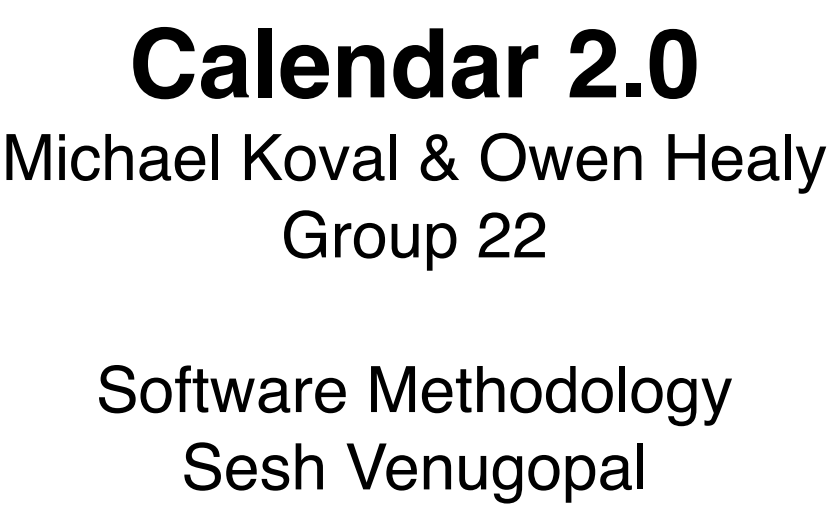 Calendar 2.0
Michael Koval & Owen Healy
Group 22
Software Methodology
Sesh Venugopal